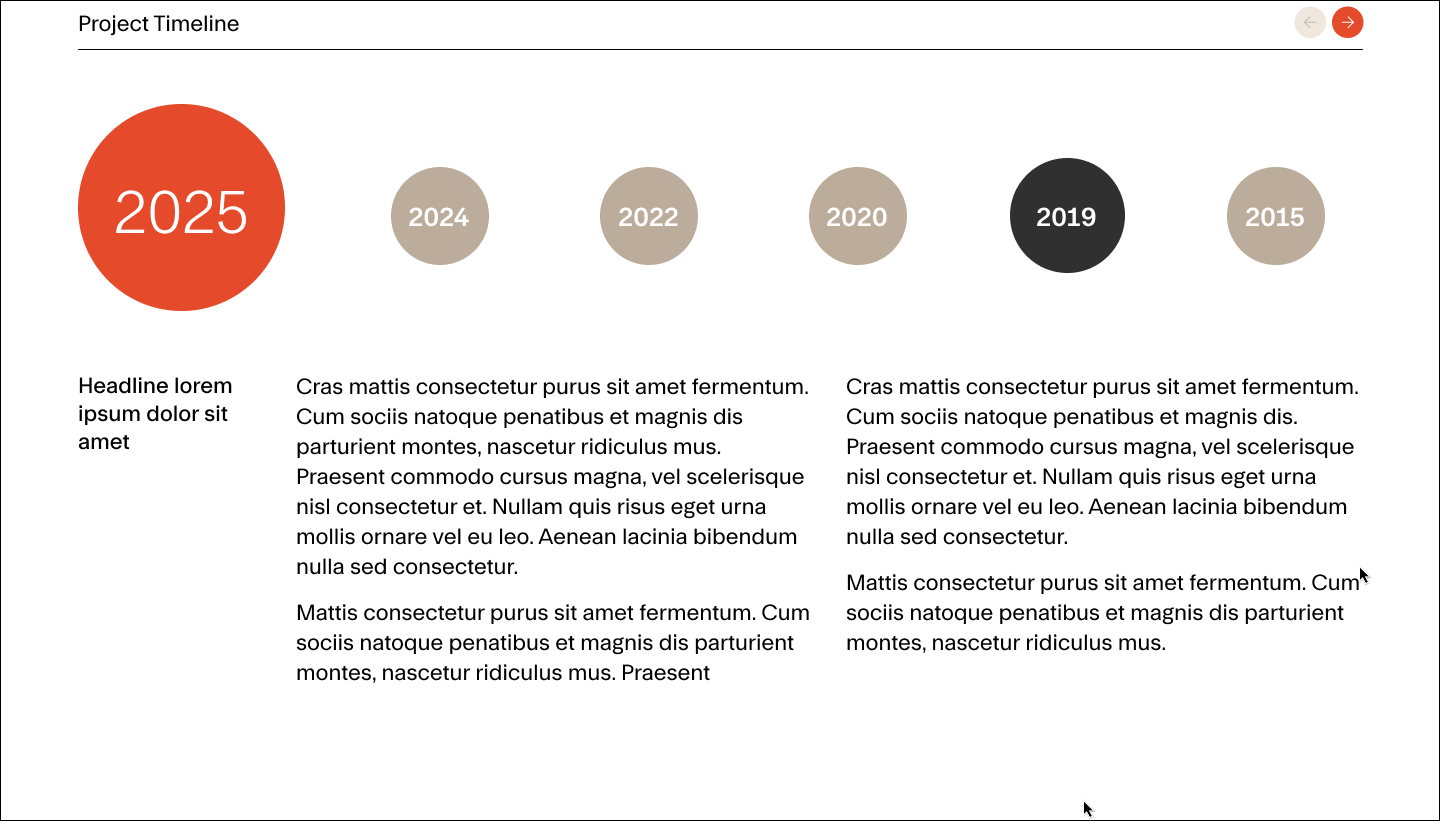 Project Timeline
2025
2024
2022
2020
2019
2015
Headline lorem
ipsum dolor sit
amet
Cras mattis consectetur purus sit amet fermentum.
Cum sociis natoque penatibus et magnis dis
parturient montes, nascetur ridiculus mus.
Praesent commodo cursus magna, vel scelerisque
nisl consectetur et. Nullam quis risus eget urna
mollis ornare vel eu leo. Aenean lacinia bibendum
nulla sed consectetur.
Mattis consectetur purus sit amet fermentum. Cum
sociis natoque penatibus et magnis dis parturient
montes, nascetur ridiculus mus. Praesent
Cras mattis consectetur purus sit amet fermentum.
Cum sociis natoque penatibus et magnis dis.
Praesent commodo cursus magna, vel scelerisque
nisl consectetur et. Nullam quis risus eget urna
mollis ornare vel eu leo. Aenean lacinia bibendum
nulla sed consectetur.
Mattis consectetur purus sit amet fermentum. Cum
sociis natoque penatibus et magnis dis parturient
montes, nascetur ridiculus mus.